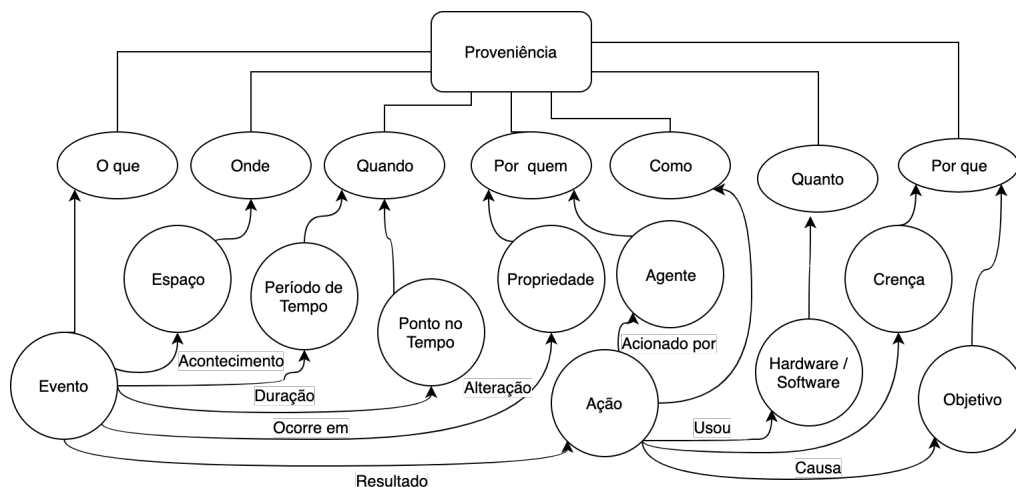 Proveniência
O que
Onde
Quando
Por quem
Como
Quanto
Por que
Espaço
Período de
Tempo
Ponto no
Tempo
Propriedade
Agente
Crença
Evento
Acontecimento
Duração
Ocorre em
Alteração
Acionado por
Ação
Hardware /
Software
Objetivo
Usou
Causa
Resultado